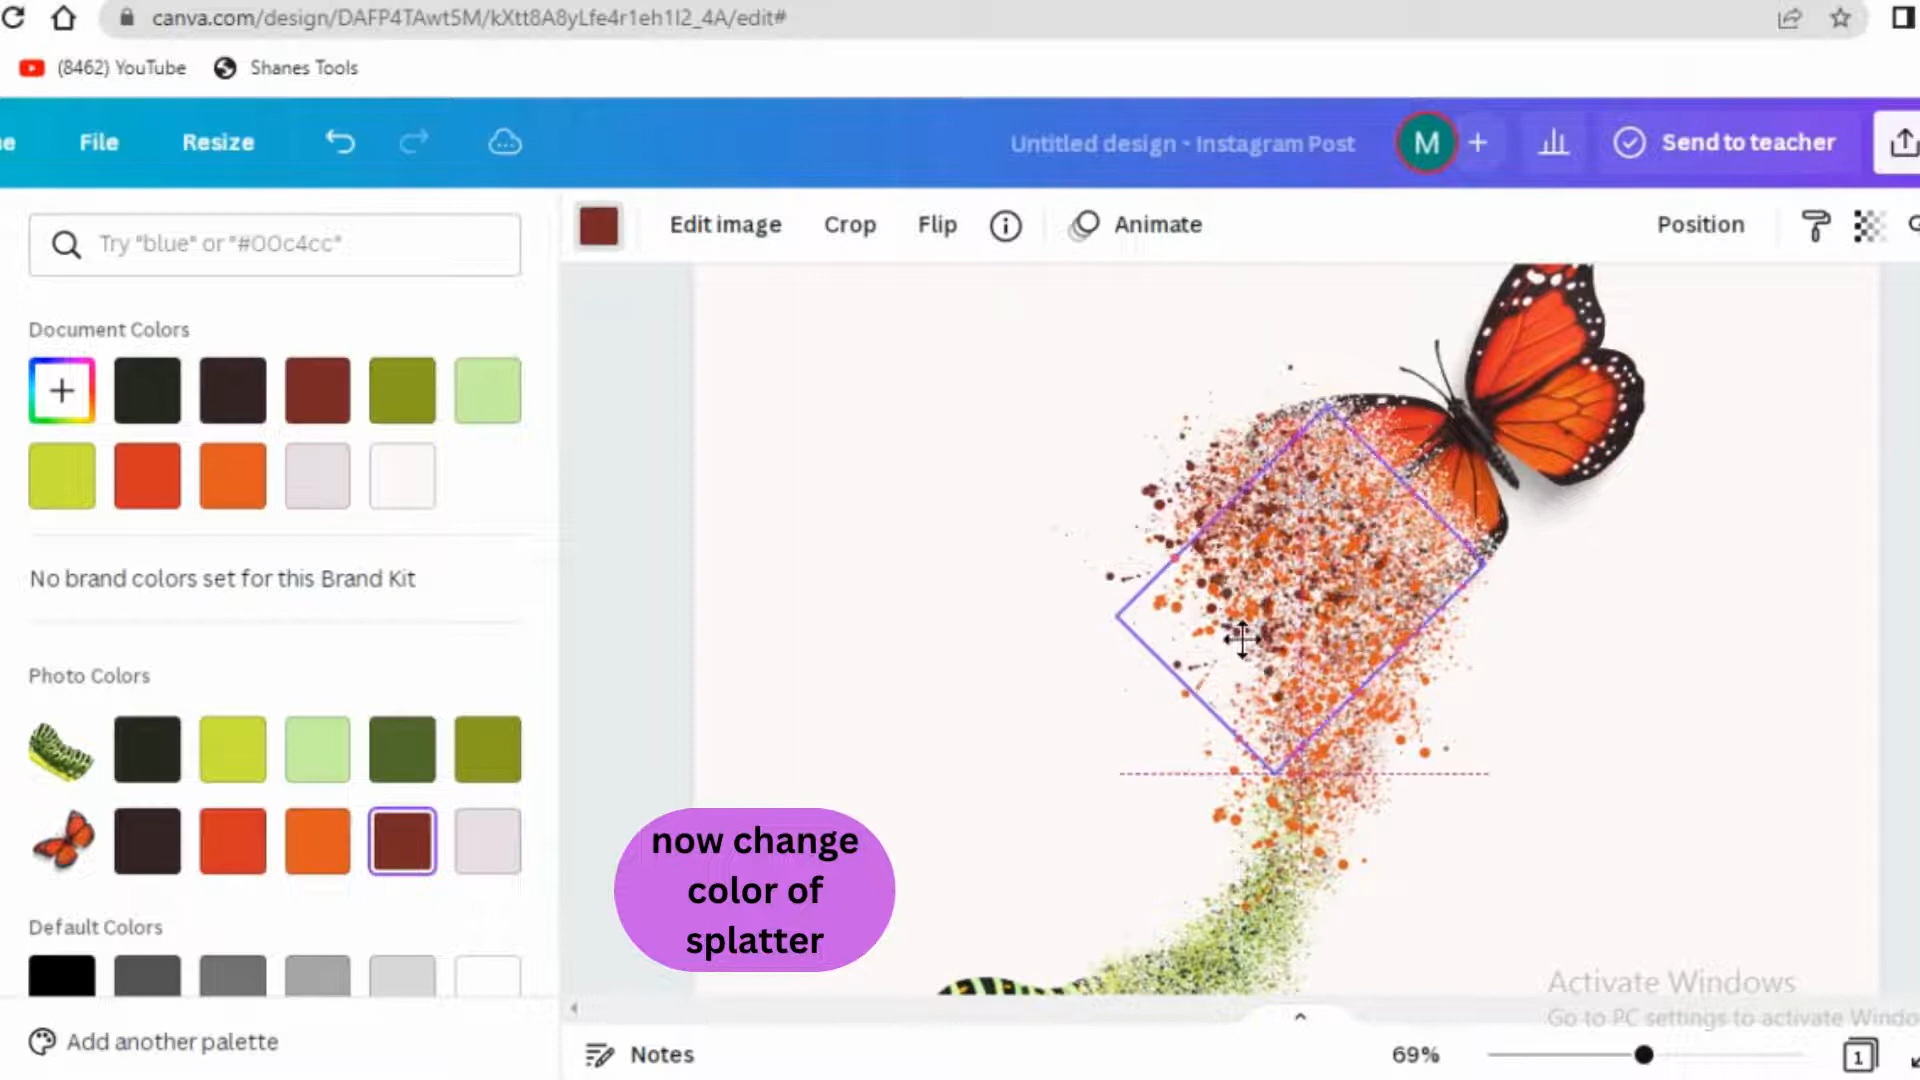 canva.com/design/DAFP4TAwt5M/kXtt8A8yLfe4r1eh1I2_4A/edit#
(8462) YouTube Shanes Tools
File Resize Untitled design - Instagram Post M + Send to teacher
Try "blue" or "#00c4cc"
Edit image Crop Flip Animate Position
Document Colors
No brand colors set for this Brand Kit
Photo Colors
now change
color of
splatter
Default Colors
Activate Windows
Go to PC settings to activate Windo
Add another palette
Notes 69% 1